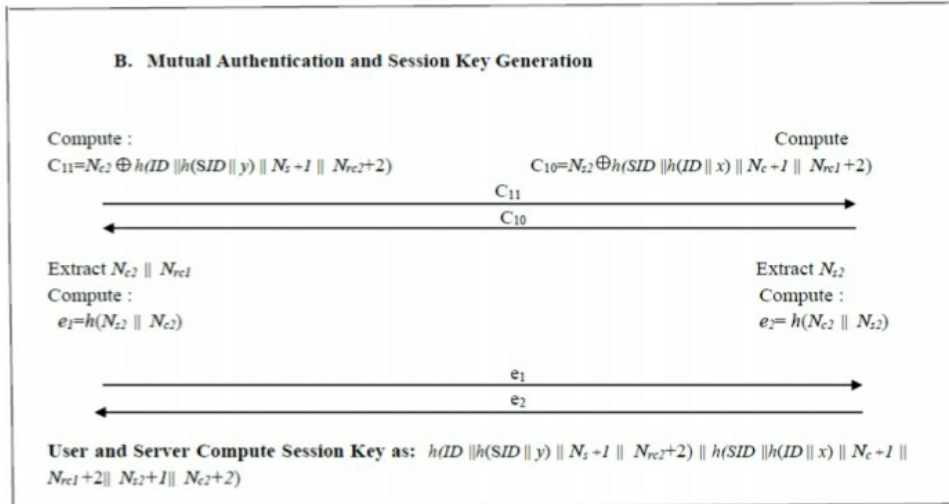 B. Mutual Authentication and Session Key Generation
Compute :
C11=Nc2 ⊕ h(ID ||h(SID || y) || Ns +1 || Nrc2+2)
Compute
C10=Ns2⊕h(SID ||h(ID || x) || Nc +1 || Nrc1+2)
C11
C10
Extract Nc2 || Nrc1
Compute :
e1=h(Ns2 || Nc2)
Extract Ns2
Compute :
e2= h(Nc2 || Ns2)
e1
e2
User and Server Compute Session Key as: h(ID ||h(SID || y) || Ns +1 || Nrc2+2) || h(SID ||h(ID || x) || Nc +1 ||
Nrc1 +2|| Ns2+1|| Nc2+2)